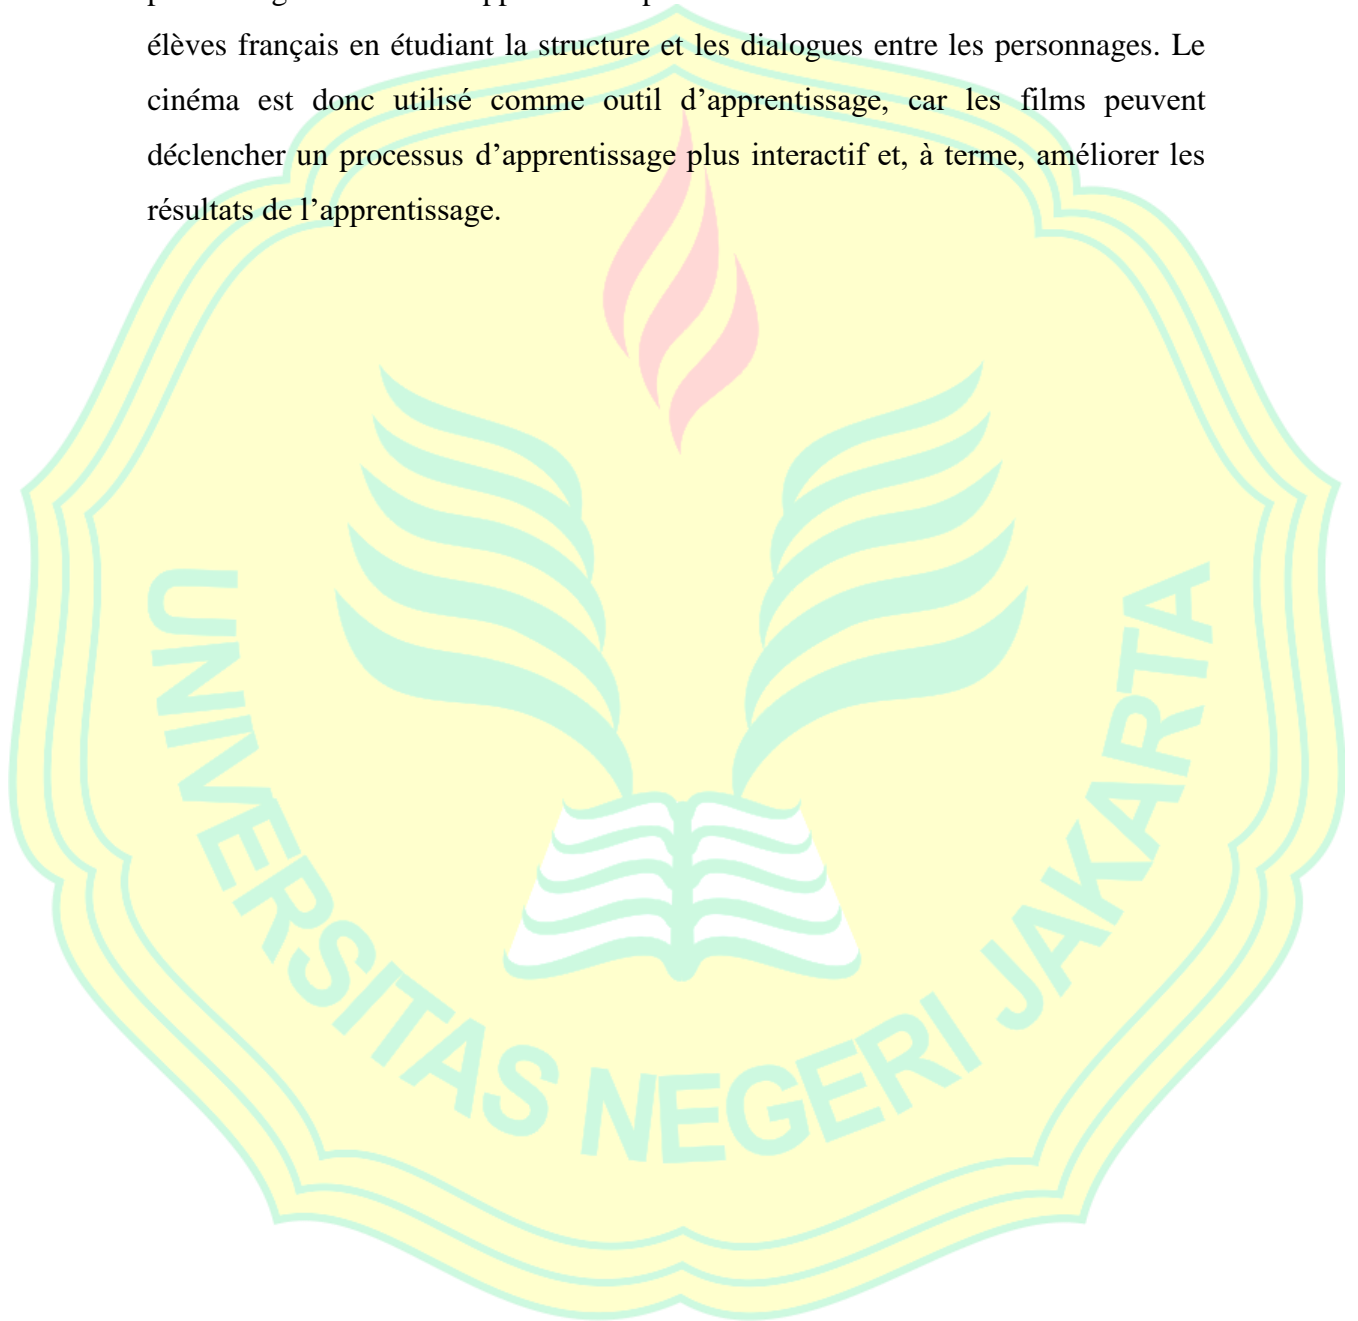 élèves français en étudiant la structure et les dialogues entre les personnages. Le
cinéma est donc utilisé comme outil d’apprentissage, car les films peuvent
déclencher un processus d’apprentissage plus interactif et, à terme, améliorer les
résultats de l’apprentissage.
UNIVERSITAS NEGERI JAKARTA